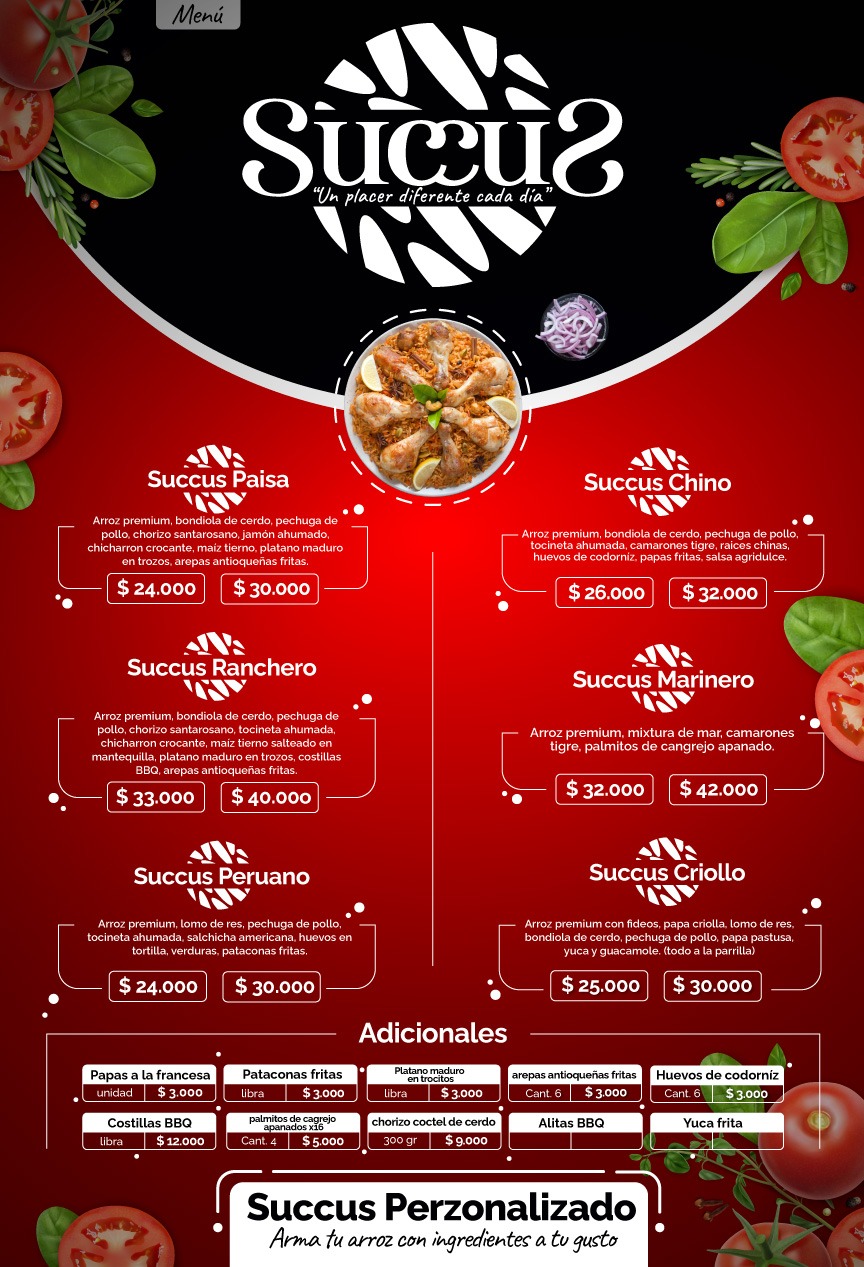 Menú
Succus
“Un placer diferente cada día”
Succus Paisa
Arroz premium, bondiola de cerdo, pechuga de
pollo, chorizo santarosano, jamón ahumado,
chicharron crocante, maíz tierno, platano maduro
en trozos, arepas antioqueñas fritas.
$ 24.000 $ 30.000
Succus Ranchero
Arroz premium, bondiola de cerdo, pechuga de
pollo, chorizo santarosano, tocineta ahumada,
chicharron crocante, maíz tierno salteado en
mantequilla, platano maduro en trozos, costillas
BBQ, arepas antioqueñas fritas.
$ 33.000 $ 40.000
Succus Peruano
Arroz premium, lomo de res, pechuga de pollo,
tocineta ahumada, salchicha americana, huevos en
tortilla, verduras, pataconas fritas.
$ 24.000 $ 30.000
Succus Chino
Arroz premium, bondiola de cerdo, pechuga de pollo,
tocineta ahumada, camarones tigre, raices chinas,
huevos de codorníz, papas fritas, salsa agridulce.
$ 26.000 $ 32.000
Succus Marinero
Arroz premium, mixtura de mar, camarones
tigre, palmitos de cangrejo apanado.
$ 32.000 $ 42.000
Succus Criollo
Arroz premium con fideos, papa criolla, lomo de res,
bondiola de cerdo, pechuga de pollo, papa pastusa,
yuca y guacamole. (todo a la parrilla)
$ 25.000 $ 30.000
Adicionales
Papas a la francesa
unidad $ 3.000
Pataconas fritas
libra $ 3.000
Platano maduro
en trocitos
libra $ 3.000
arepas antioqueñas fritas
Cant. 6 $ 3.000
Huevos de codorníz
Cant. 6 $ 3.000
Costillas BBQ
libra $ 12.000
palmitos de cagrejo
apanados x16
Cant. 4 $ 5.000
chorizo coctel de cerdo
300 gr $ 9.000
Alitas BBQ
Yuca frita
Succus Perzonalizado
Arma tu arroz con ingredientes a tu gusto